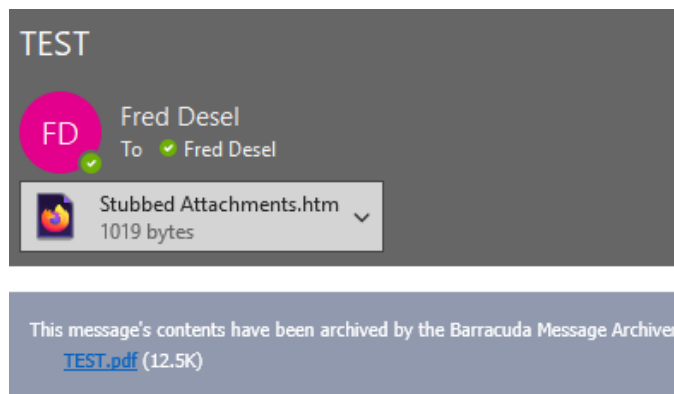 TEST
FD
Fred Desel
To Fred Desel
Stubbed Attachments.htm
1019 bytes
This message's contents have been archived by the Barracuda Message Archiver
TEST.pdf (12.5K)